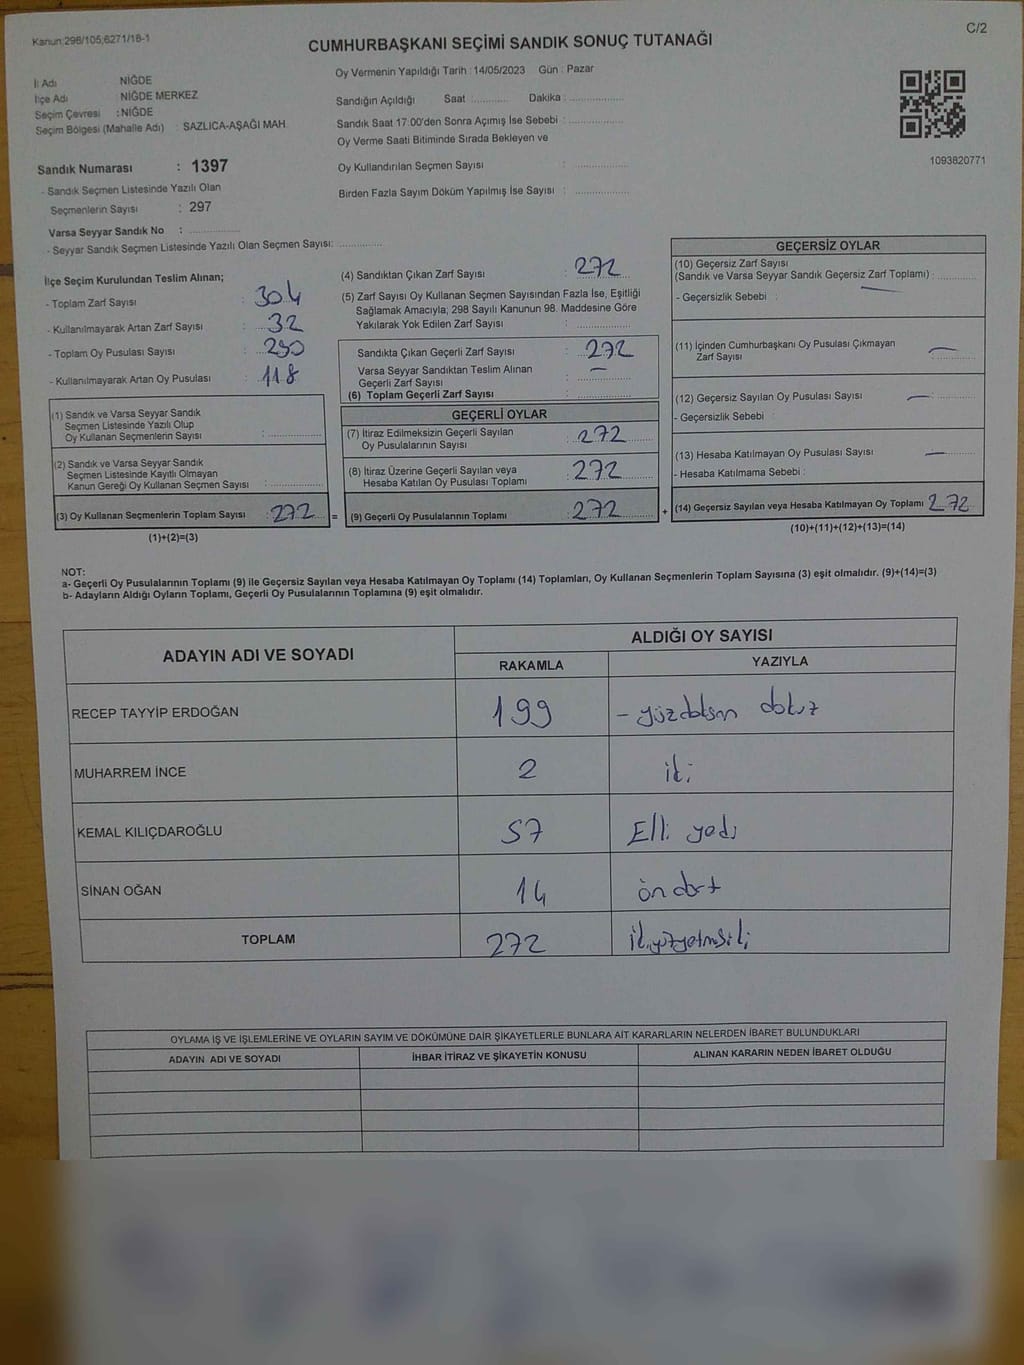 Kanun:298/105;6271/18-1
C/2
CUMHURBAŞKANI SEÇİMİ SANDIK SONUÇ TUTANAĞI
İl Adı NİĞDE
İlçe Adı : NİĞDE MERKEZ
Seçim Çevresi : NİĞDE
Seçim Bölgesi (Mahalle Adı) : SAZLICA-AŞAĞI MAH.
Sandık Numarası : 1397
- Sandık Seçmen Listesinde Yazılı Olan
Seçmenlerin Sayısı : 297
Varsa Seyyar Sandık No : ....................
- Seyyar Sandık Seçmen Listesinde Yazılı Olan Seçmen Sayısı: ...............
Oy Vermenin Yapıldığı Tarih : 14/05/2023 Gün : Pazar
Sandığın Açıldığı Saat ............. Dakika : ..................
Sandık Saat 17:00'den Sonra Açımış İse Sebebi : ..................
Oy Verme Saati Bitiminde Sırada Bekleyen ve
Oy Kullandırılan Seçmen Sayısı : ..................
Birden Fazla Sayım Döküm Yapılmış İse Sayısı : ..................
1093820771
İlçe Seçim Kurulundan Teslim Alınan;
- Toplam Zarf Sayısı : 304
- Kullanılmayarak Artan Zarf Sayısı : 32
- Toplam Oy Pusulası Sayısı :
- Kullanılmayarak Artan Oy Pusulası : 118
(1) Sandık ve Varsa Seyyar Sandık
Seçmen Listesinde Yazılı Olup
Oy Kullanan Seçmenlerin Sayısı : ..................
(2) Sandık ve Varsa Seyyar Sandık
Seçmen Listesinde Kayıtlı Olmayan
Kanun Gereği Oy Kullanan Seçmen Sayısı : ..................
(3) Oy Kullanan Seçmenlerin Toplam Sayısı : 272 =
(1)+(2)=(3)
(4) Sandıktan Çıkan Zarf Sayısı : 272
(5) Zarf Sayısı Oy Kullanan Seçmen Sayısından Fazla İse, Eşitliği
Sağlamak Amacıyla; 298 Sayılı Kanunun 98. Maddesine Göre
Yakılarak Yok Edilen Zarf Sayısı : ..................
Sandıkta Çıkan Geçerli Zarf Sayısı : 272
Varsa Seyyar Sandıktan Teslim Alınan
Geçerli Zarf Sayısı : —
(6) Toplam Geçerli Zarf Sayısı : ..................
GEÇERLİ OYLAR
(7) İtiraz Edilmeksizin Geçerli Sayılan
Oy Pusulalarının Sayısı : 272
(8) İtiraz Üzerine Geçerli Sayılan veya
Hesaba Katılan Oy Pusulası Toplamı : 272
(9) Geçerli Oy Pusulalarının Toplamı 272 +
GEÇERSİZ OYLAR
(10) Geçersiz Zarf Sayısı
(Sandık ve Varsa Seyyar Sandık Geçersiz Zarf Toplamı) : ............
- Geçersizlik Sebebi : —
(11) İçinden Cumhurbaşkanı Oy Pusulası Çıkmayan
Zarf Sayısı : —
(12) Geçersiz Sayılan Oy Pusulası Sayısı — : ............
- Geçersizlik Sebebi :
(13) Hesaba Katılmayan Oy Pusulası Sayısı : —
- Hesaba Katılmama Sebebi :
(14) Geçersiz Sayılan veya Hesaba Katılmayan Oy Toplamı 272
(10)+(11)+(12)+(13)=(14)
NOT:
a- Geçerli Oy Pusulalarının Toplamı (9) ile Geçersiz Sayılan veya Hesaba Katılmayan Oy Toplamı (14) Toplamları, Oy Kullanan Seçmenlerin Toplam Sayısına (3) eşit olmalıdır. (9)+(14)=(3)
b- Adayların Aldığı Oyların Toplamı, Geçerli Oy Pusulalarının Toplamına (9) eşit olmalıdır.
ADAYIN ADI VE SOYADI ALDIĞI OY SAYISI
RAKAMLA YAZIYLA
RECEP TAYYİP ERDOĞAN 199 - yüzdoksan dokuz
MUHARREM İNCE 2 iki
KEMAL KILIÇDAROĞLU 57 Elli yedi
SİNAN OĞAN 14 ön dört
TOPLAM 272 ikiyüzyetmişiki
OYLAMA İŞ VE İŞLEMLERİNE VE OYLARIN SAYIM VE DÖKÜMÜNE DAİR ŞİKAYETLERLE BUNLARA AİT KARARLARIN NELERDEN İBARET BULUNDUKLARI
ADAYIN ADI VE SOYADI İHBAR İTİRAZ VE ŞİKAYETİN KONUSU ALINAN KARARIN NEDEN İBARET OLDUĞU